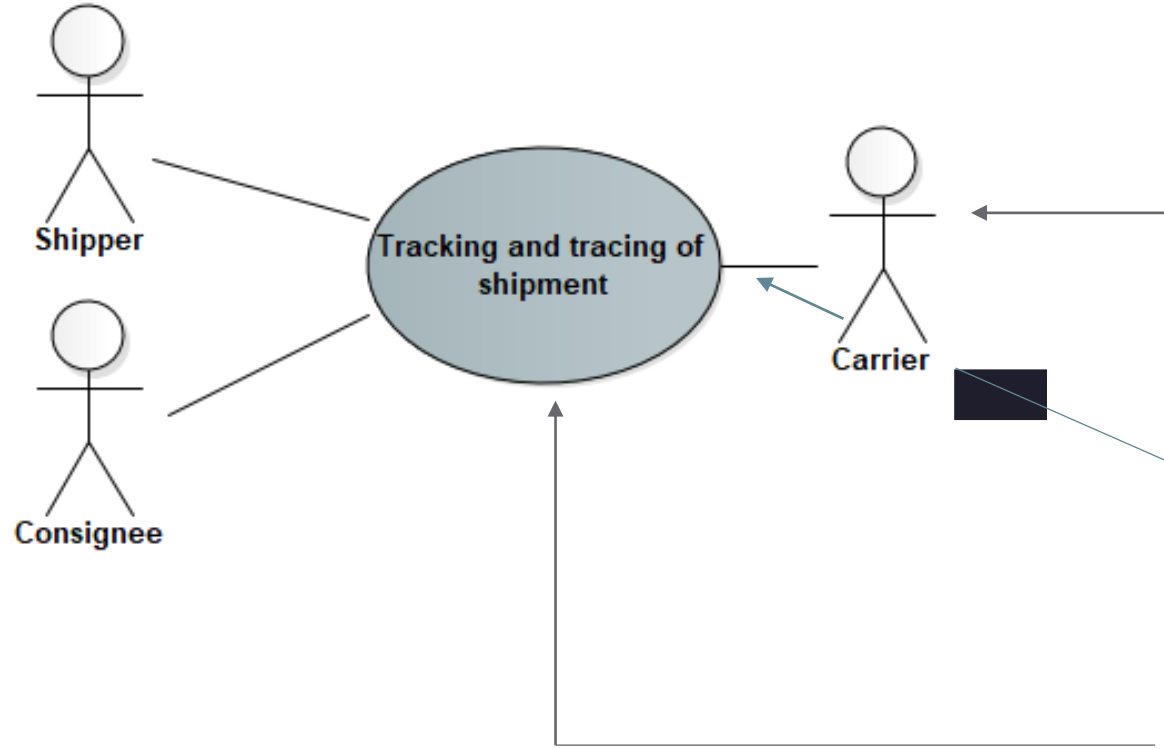 Shipper
Tracking and tracing of
shipment
Carrier
Consignee